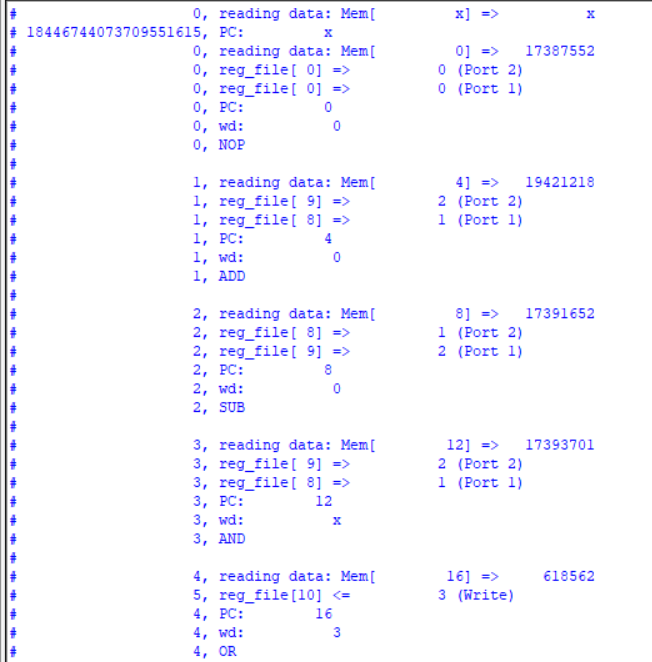 # 0, reading data: Mem[ x] => x
# 18446744073709551615, PC: x
# 0, reading data: Mem[ 0] => 17387552
# 0, reg_file[ 0] => 0 (Port 2)
# 0, reg_file[ 0] => 0 (Port 1)
# 0, PC: 0
# 0, wd: 0
# 0, NOP
#
# 1, reading data: Mem[ 4] => 19421218
# 1, reg_file[ 9] => 2 (Port 2)
# 1, reg_file[ 8] => 1 (Port 1)
# 1, PC: 4
# 1, wd: 0
# 1, ADD
#
# 2, reading data: Mem[ 8] => 17391652
# 2, reg_file[ 8] => 1 (Port 2)
# 2, reg_file[ 9] => 2 (Port 1)
# 2, PC: 8
# 2, wd: 0
# 2, SUB
#
# 3, reading data: Mem[ 12] => 17393701
# 3, reg_file[ 9] => 2 (Port 2)
# 3, reg_file[ 8] => 1 (Port 1)
# 3, PC: 12
# 3, wd: x
# 3, AND
#
# 4, reading data: Mem[ 16] => 618562
# 5, reg_file[10] <= 3 (Write)
# 4, PC: 16
# 4, wd: 3
# 4, OR